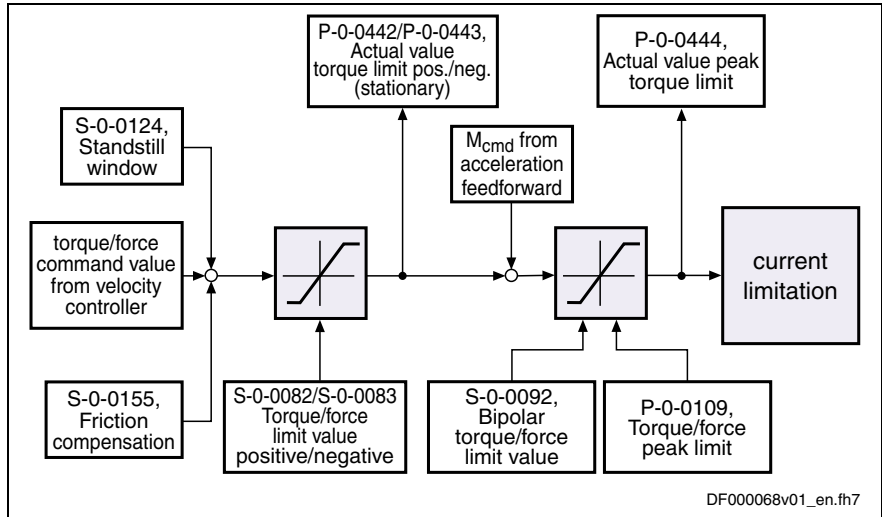 P-0-0442/P-0-0443,
Actual value
torque limit pos./neg.
(stationary)
P-0-0444,
Actual value peak
torque limit
S-0-0124,
Standstill
window
Mcmd from
acceleration
feedforward
torque/force
command value
from velocity
controller
current
limitation
S-0-0155,
Friction
compensation
S-0-0082/S-0-0083
Torque/force
limit value
positive/negative
S-0-0092,
Bipolar
torque/force
limit value
P-0-0109,
Torque/force
peak limit
DF000068v01_en.fh7